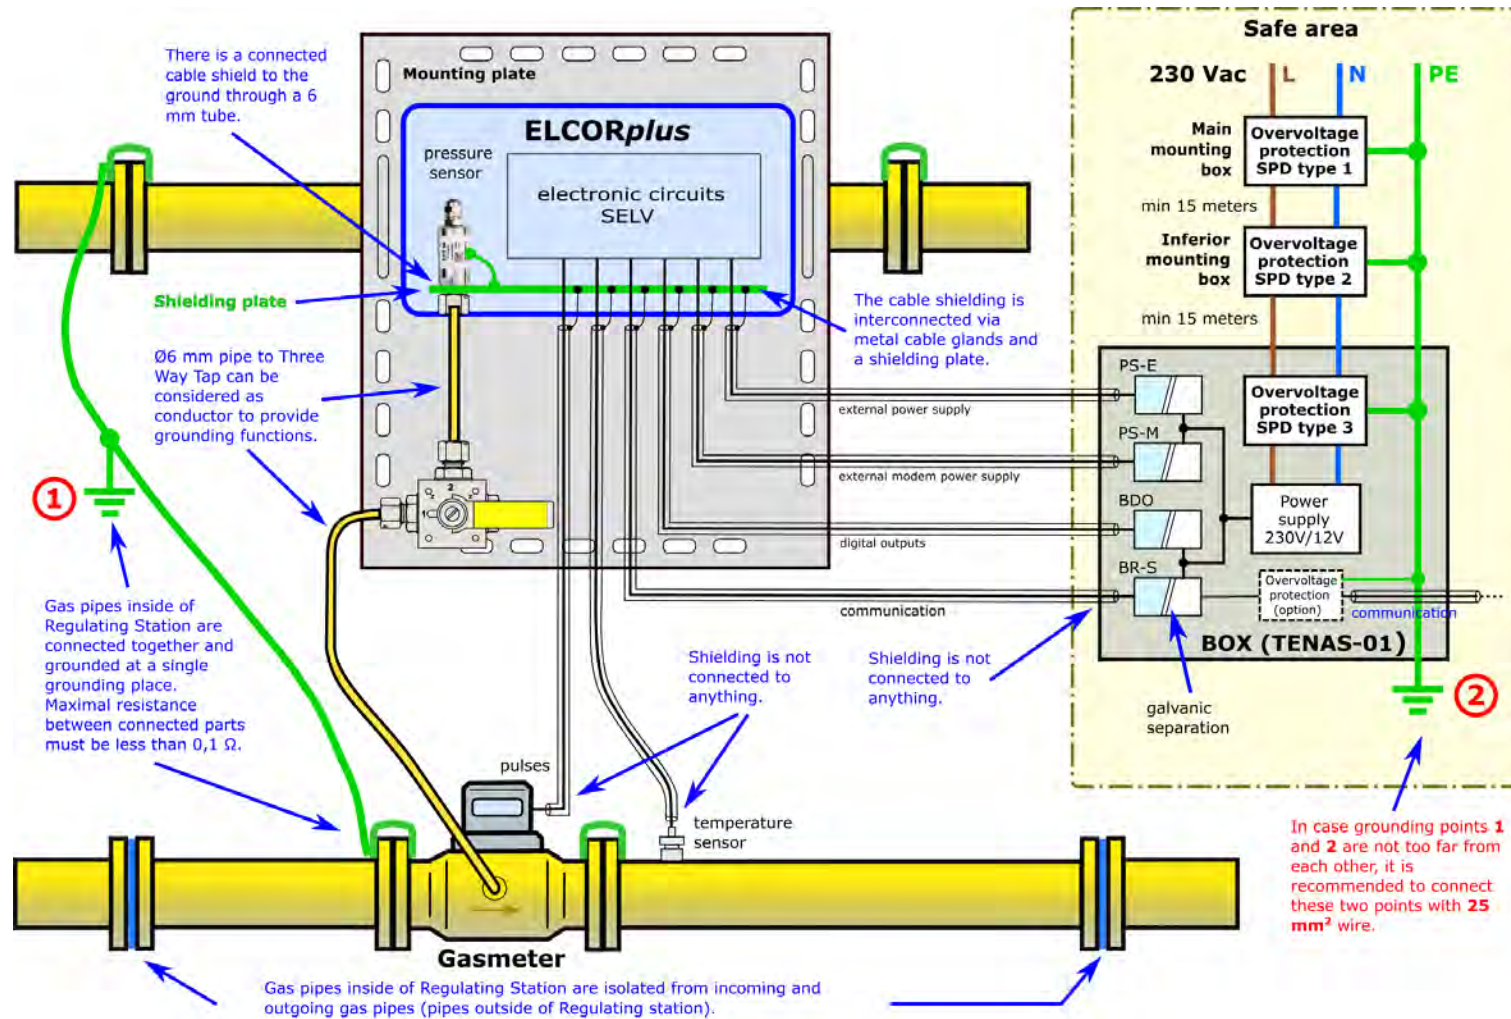 There is a connected
cable shield to the
ground through a 6
mm tube.
Mounting plate
ELCORplus
pressure
sensor
electronic circuits
SELV
Shielding plate
Ø6 mm pipe to Three
Way Tap can be
considered as
conductor to provide
grounding functions.
The cable shielding is
interconnected via
metal cable glands and
a shielding plate.
Safe area
230 Vac
L
N
PE
Main
mounting
box
Overvoltage
protection
SPD type 1
min 15 meters
Inferior
mounting
box
Overvoltage
protection
SPD type 2
min 15 meters
PS-E
Overvoltage
protection
SPD type 3
external power supply
PS-M
external modem power supply
BDO
digital outputs
Power
supply
230V/12V
BR-S
communication
Overvoltage
protection
(option)
communication
BOX (TENAS-01)
galvanic
separation
1
2
2
1
Gas pipes inside of
Regulating Station are
connected together and
grounded at a single
grounding place.
Maximal resistance
between connected parts
must be less than 0,1 Ω.
Shielding is not
connected to
anything.
Shielding is not
connected to
anything.
pulses
temperature
sensor
In case grounding points 1
and 2 are not too far from
each other, it is
recommended to connect
these two points with 25
mm² wire.
Gasmeter
Gas pipes inside of Regulating Station are isolated from incoming and
outgoing gas pipes (pipes outside of Regulating station).